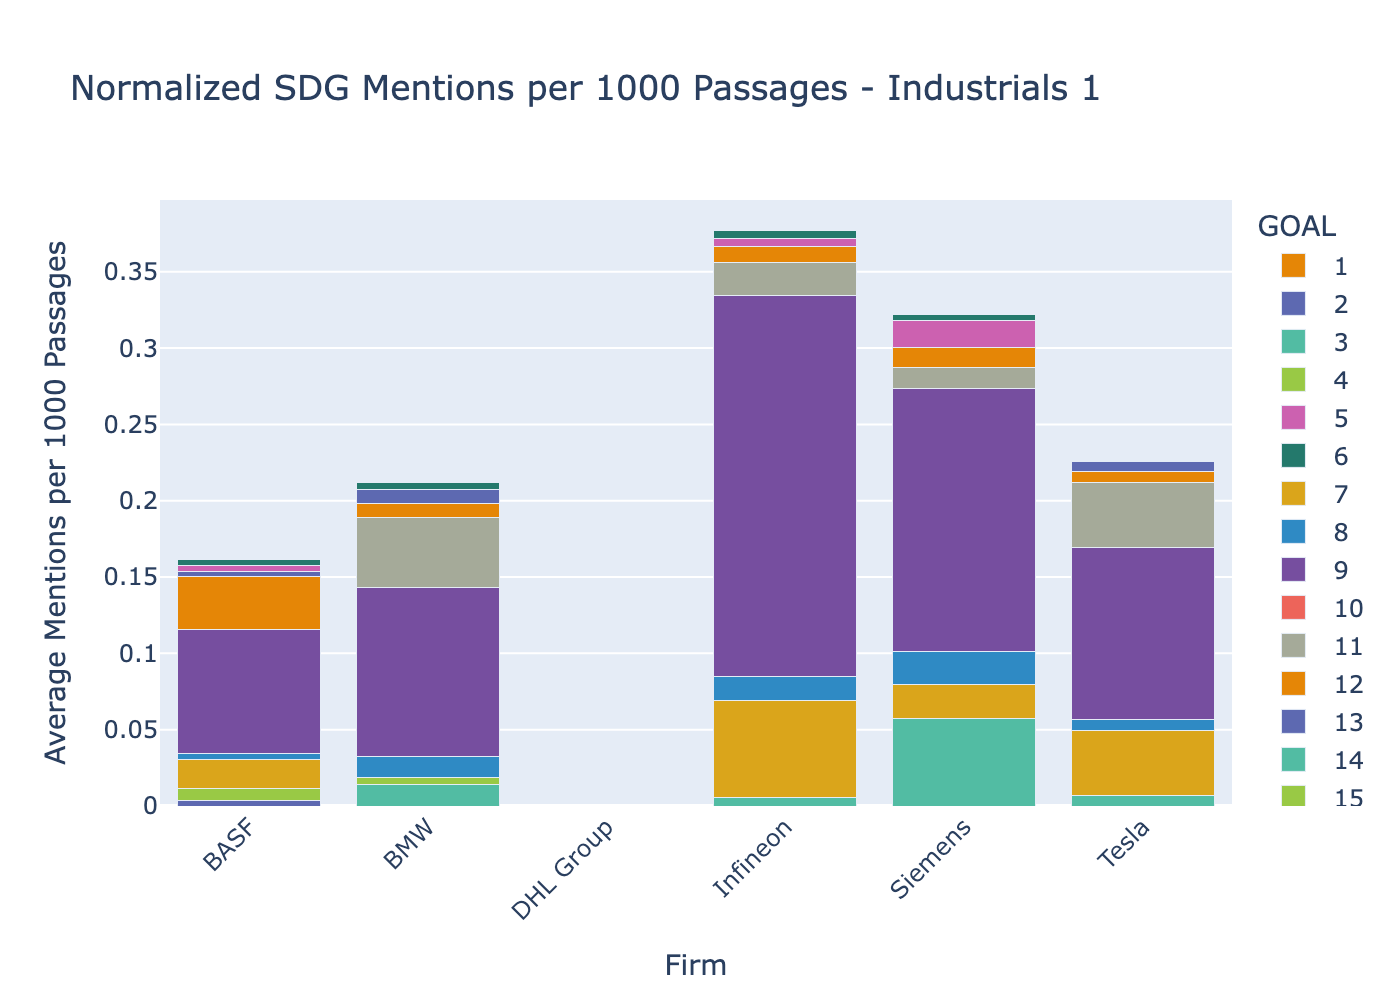 Normalized SDG Mentions per 1000 Passages - Industrials 1
Average Mentions per 1000 Passages
0.35
0.3
0.25
0.2
0.15
0.1
0.05
0
BASF
BMW
DHL Group
Infineon
Siemens
Tesla
Firm
GOAL
1
2
3
4
5
6
7
8
9
10
11
12
13
14
15